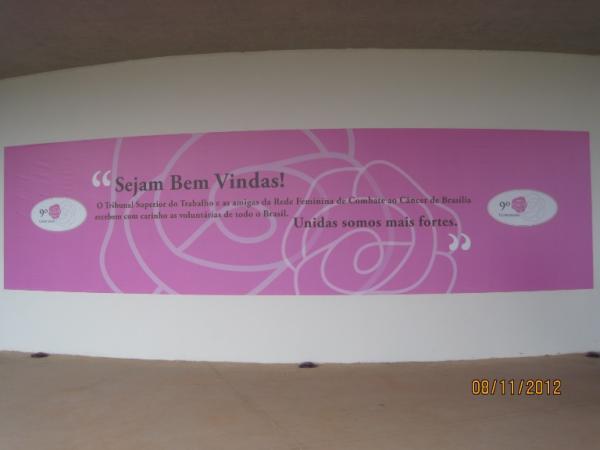 “
Sejam Bem Vindas!
O Tribunal Superior do Trabalho e as amigas da Rede Feminina de Combate ao Câncer de Brasília
recebem com carinho as voluntárias de todo o Brasil.
Unidas somos mais fortes.
”
9º
9º
08/11/2012